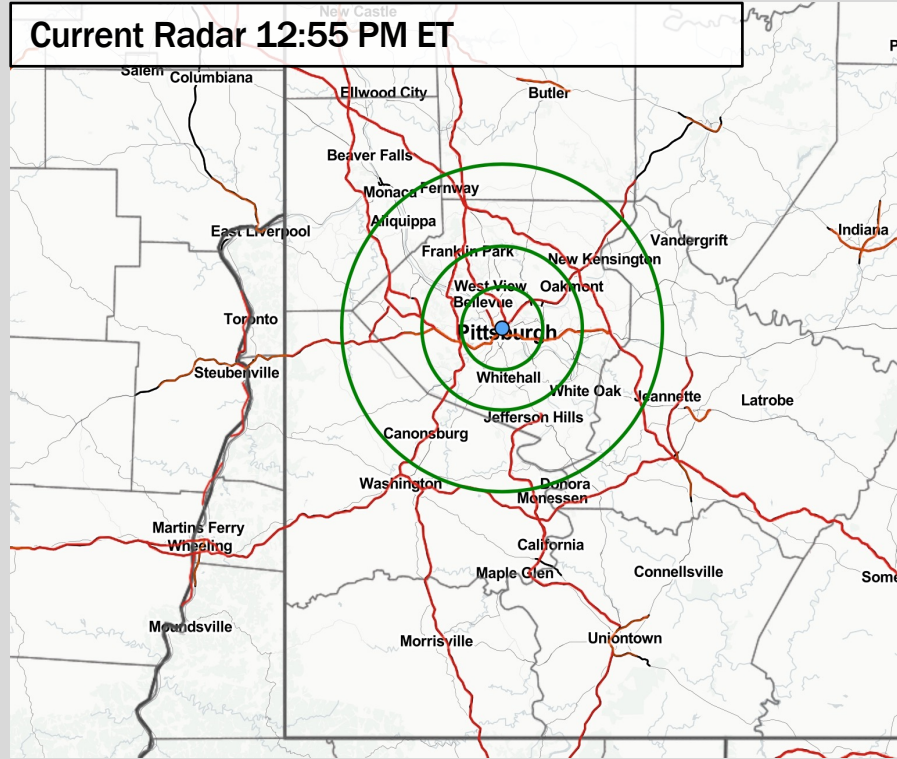 New Castle
Current Radar 12:55 PM ET
P
Salem
Columbiana
Ellwood City
Butler
Beaver Falls
Monaca
Fernway
Aliquippa
East Liverpool
Indiana
Vandergrift
Franklin Park
New Kensington
West View
Oakmont
Bellevue
Toronto
Pittsburgh
Steubenville
Whitehall
White Oak
Jeannette
Latrobe
Jefferson Hills
Canonsburg
Washington
Donora
Monessen
Martins Ferry
Wheeling
California
Maple Glen
Connellsville
Some
Moundsville
Morrisville
Uniontown